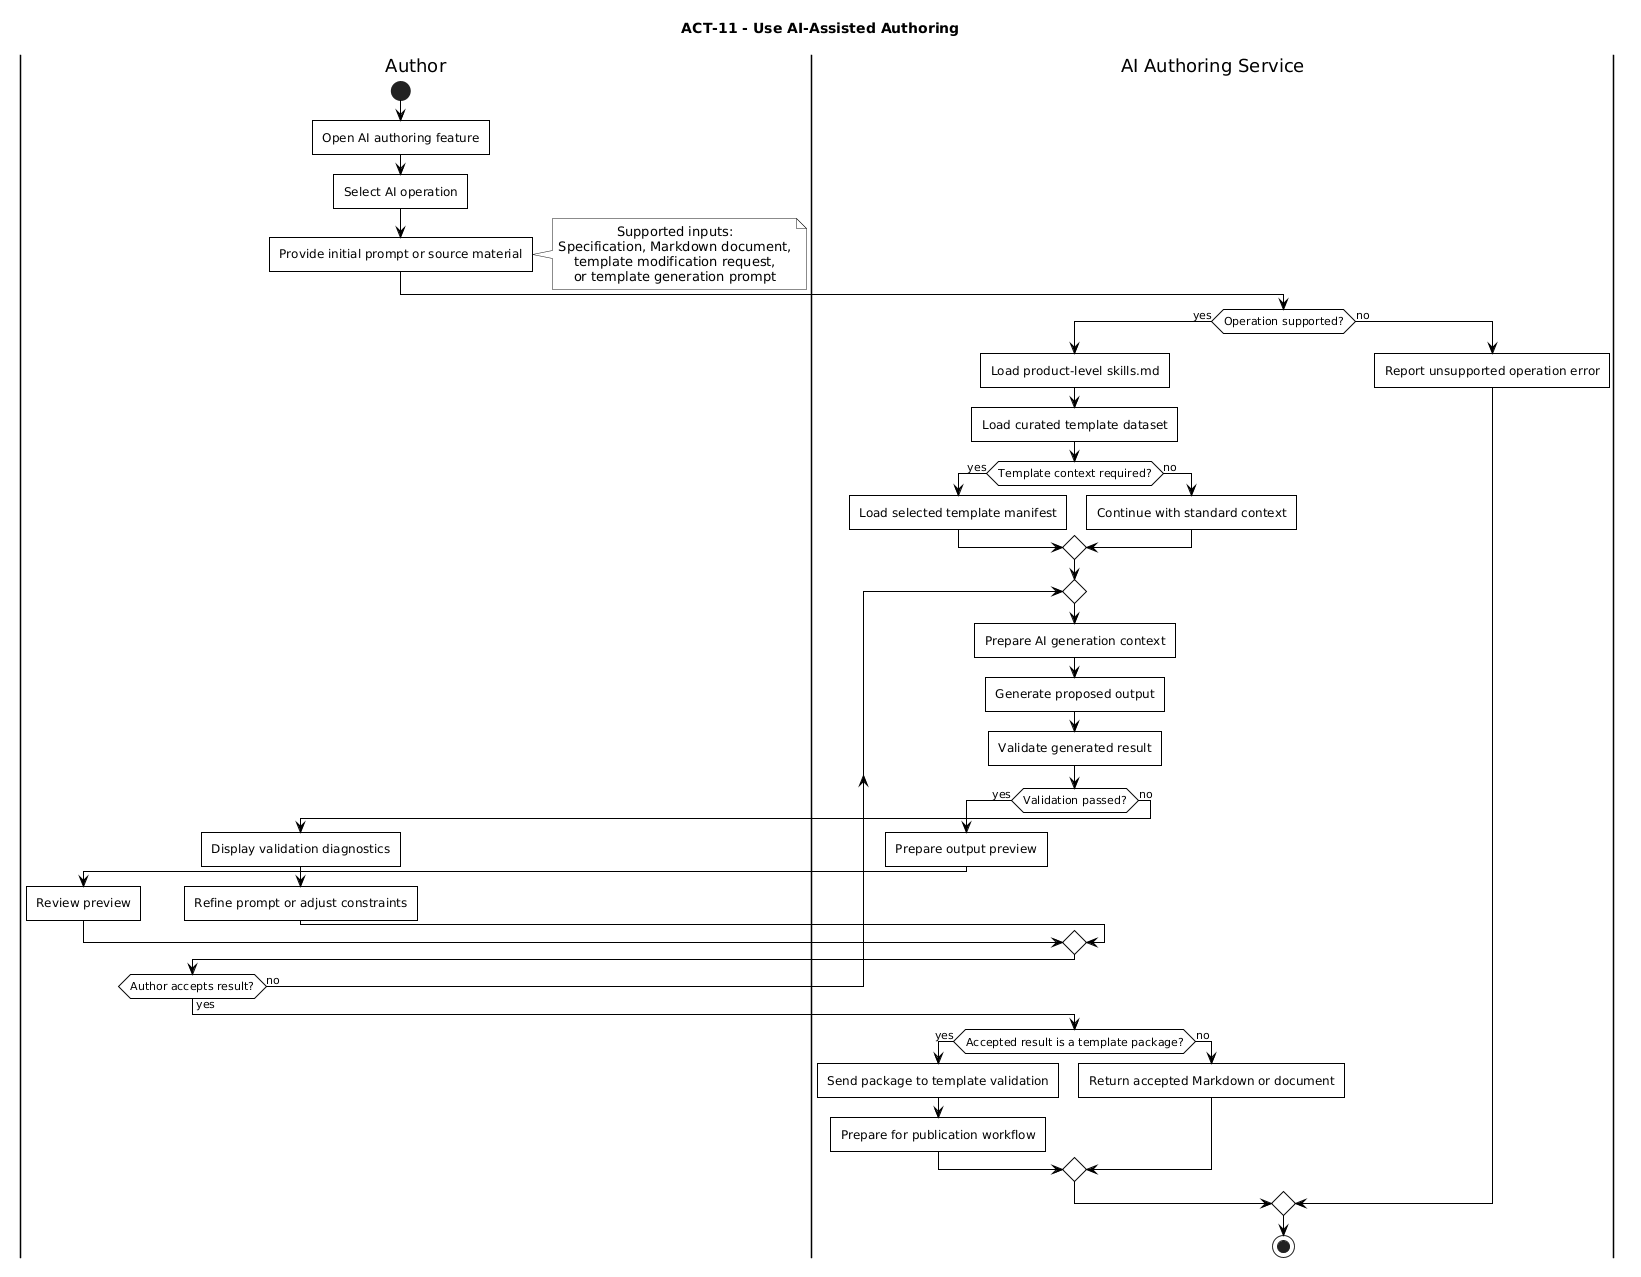 ACT-11 - Use AI-Assisted Authoring
Author
AI Authoring Service
Open AI authoring feature
Select AI operation
Provide initial prompt or source material
Supported inputs:
Specification, Markdown document,
template modification request,
or template generation prompt
yes
Operation supported?
no
Load product-level skills.md
Report unsupported operation error
Load curated template dataset
yes
Template context required?
no
Load selected template manifest
Continue with standard context
Prepare AI generation context
Generate proposed output
Validate generated result
yes
Validation passed?
no
Display validation diagnostics
Prepare output preview
Review preview
Refine prompt or adjust constraints
Author accepts result?
no
yes
yes
Accepted result is a template package?
no
Send package to template validation
Return accepted Markdown or document
Prepare for publication workflow